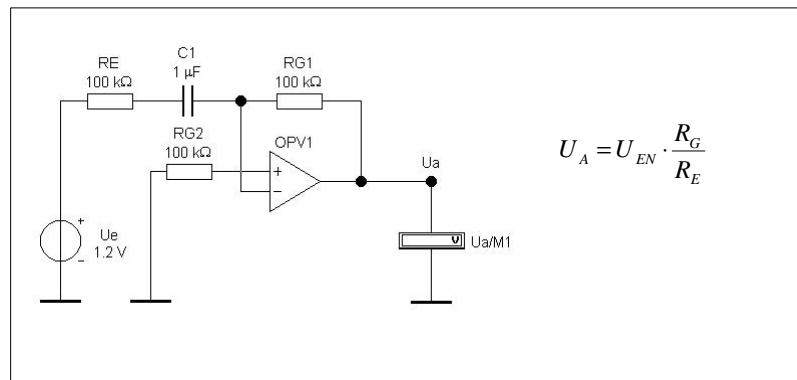 RE
100 kΩ
C1
1 µF
RG1
100 kΩ
RG2
100 kΩ
OPV1
+
−
Ua
+
Ue
1.2 V
−
V
Ua/M1
U_A = U_EN · R_G / R_E